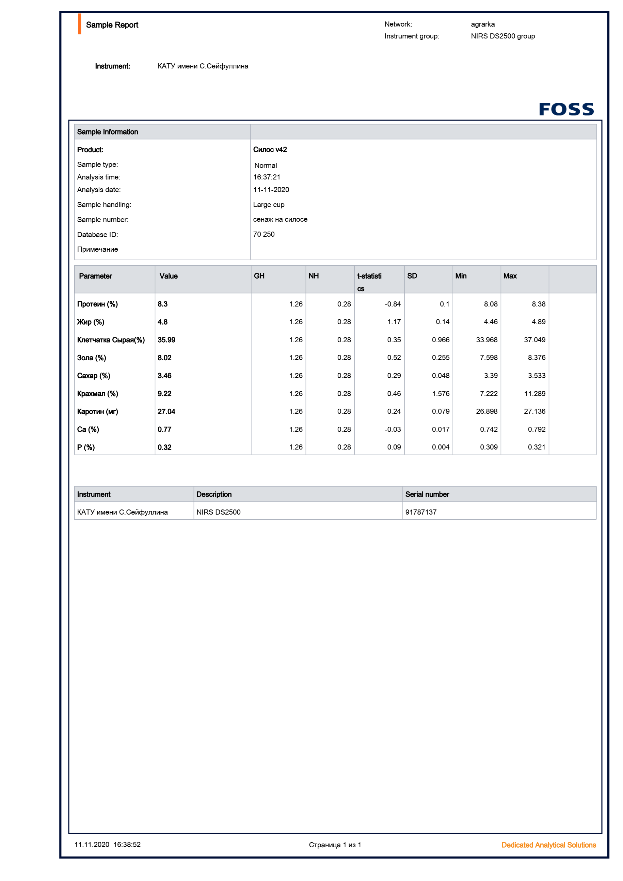 Sample Report
Network: agrarka
Instrument group: NIRS DS2500 group
Instrument: КАТУ имени С.Сейфуллина
FOSS
Sample Information
Product: Силос v42
Sample type: Normal
Analysis time: 16:37:21
Analysis date: 11-11-2020
Sample handling: Large cup
Sample number: сенаж на силосе
Database ID: 70 250
Примечание
Parameter Value GH NH t-statisti cs SD Min Max
Протеин (%) 8.3 1.26 0.28 -0.84 0.1 8.08 8.38
Жир (%) 4.8 1.26 0.28 1.17 0.14 4.46 4.89
Клетчатка Сырая(%) 35.99 1.26 0.28 0.35 0.966 33.968 37.049
Зола (%) 8.02 1.26 0.28 0.52 0.255 7.598 8.376
Сахар (%) 3.46 1.26 0.28 0.29 0.048 3.39 3.533
Крахмал (%) 9.22 1.26 0.28 0.46 1.576 7.222 11.289
Каротин (мг) 27.04 1.26 0.28 0.24 0.079 26.898 27.136
Ca (%) 0.77 1.26 0.28 -0.03 0.017 0.742 0.792
P (%) 0.32 1.26 0.28 0.09 0.004 0.309 0.321
Instrument Description Serial number
КАТУ имени С.Сейфуллина NIRS DS2500 91787137
11.11.2020 16:38:52 Страница 1 из 1 Dedicated Analytical Solutions